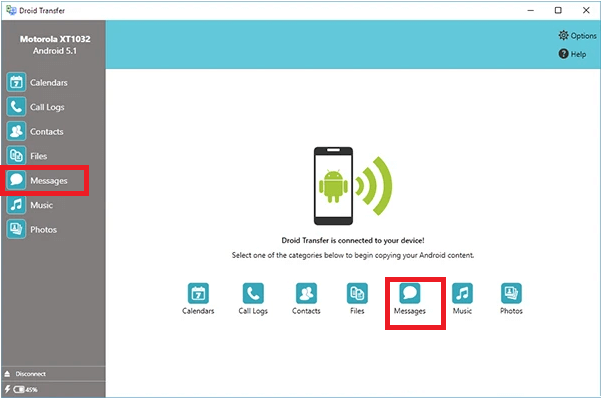 Droid Transfer
Motorola XT1032
Android 5.1
Calendars
Call Logs
Contacts
Files
Messages
Music
Photos
Disconnect
45%
Options
Help
Droid Transfer is connected to your device!
Select one of the categories below to begin copying your Android content.
Calendars Call Logs Contacts Files Messages Music Photos